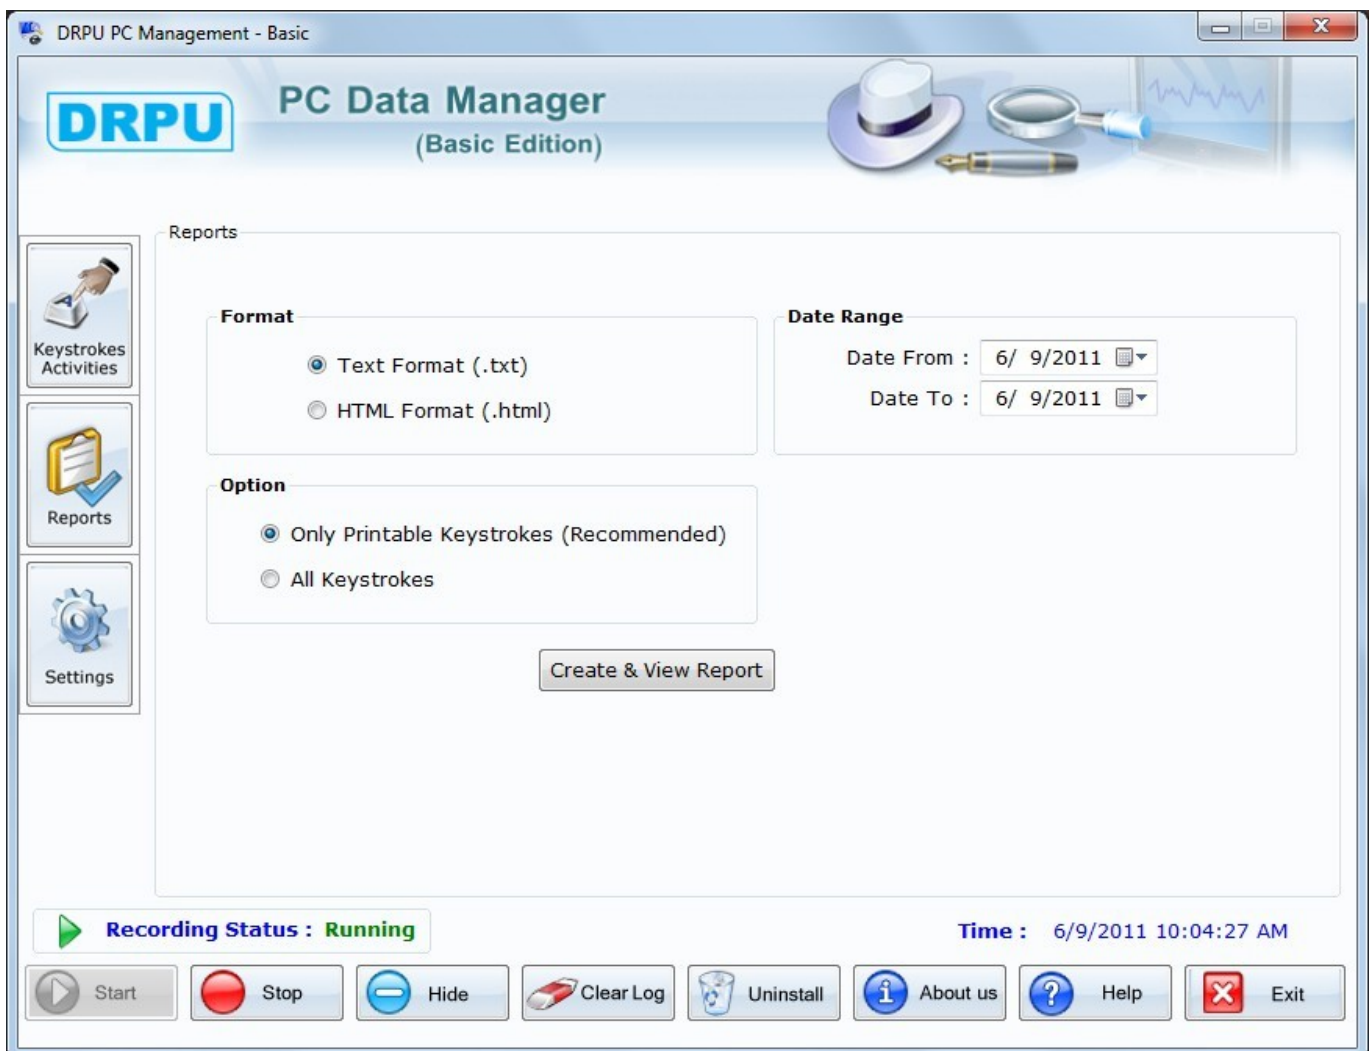 DRPU PC Management - Basic
DRPU
PC Data Manager
(Basic Edition)
Reports
Keystrokes
Activities
Reports
Settings
Format
Text Format (.txt)
HTML Format (.html)
Date Range
Date From : 6/ 9/2011
Date To : 6/ 9/2011
Option
Only Printable Keystrokes (Recommended)
All Keystrokes
Create & View Report
Recording Status : Running
Time : 6/9/2011 10:04:27 AM
Start
Stop
Hide
Clear Log
Uninstall
About us
Help
Exit